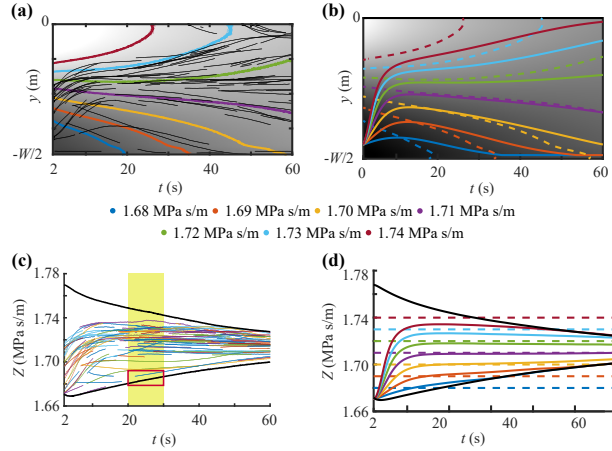 (a)
(b)
0
y (m)
-W/2
2
20
40
60
t (s)
0
y (m)
-W/2
2
20
40
60
t (s)
1.68 MPa s/m
1.69 MPa s/m
1.70 MPa s/m
1.71 MPa s/m
1.72 MPa s/m
1.73 MPa s/m
1.74 MPa s/m
(c)
(d)
1.78
1.74
1.70
1.66
Z (MPa s/m)
2
20
40
60
t (s)
1.78
1.74
1.70
1.66
Z (MPa s/m)
2
20
40
60
t (s)